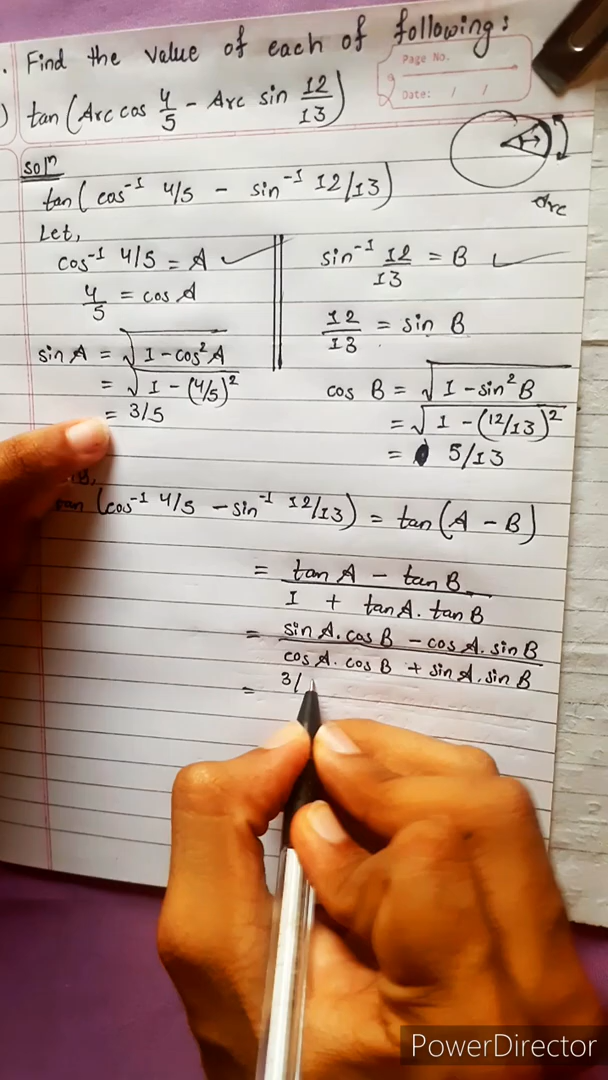 . Find the value of each of following:
Page No.
Date: / /
) tan(Arc cos 4/5 - Arc sin 12/13)
Arc
Solⁿ
tan( cos⁻¹ 4/5 - sin⁻¹ 12/13)
Let,
cos⁻¹ 4/5 = A ✓
4/5 = cos A
sin A = √(1-cos²A)
= √(1-(4/5)²)
= 3/5
sin⁻¹ 12/13 = B ✓
12/13 = sin B
cos B = √(1-sin²B)
= √(1-(12/13)²)
= 5/13
tan (cos⁻¹ 4/5 - sin⁻¹ 12/13) = tan(A - B)
= (tan A - tan B)/(1 + tan A. tan B)
= (sin A. cos B - cos A. sin B)/(cos A. cos B + sin A. sin B)
= 3/
PowerDirector